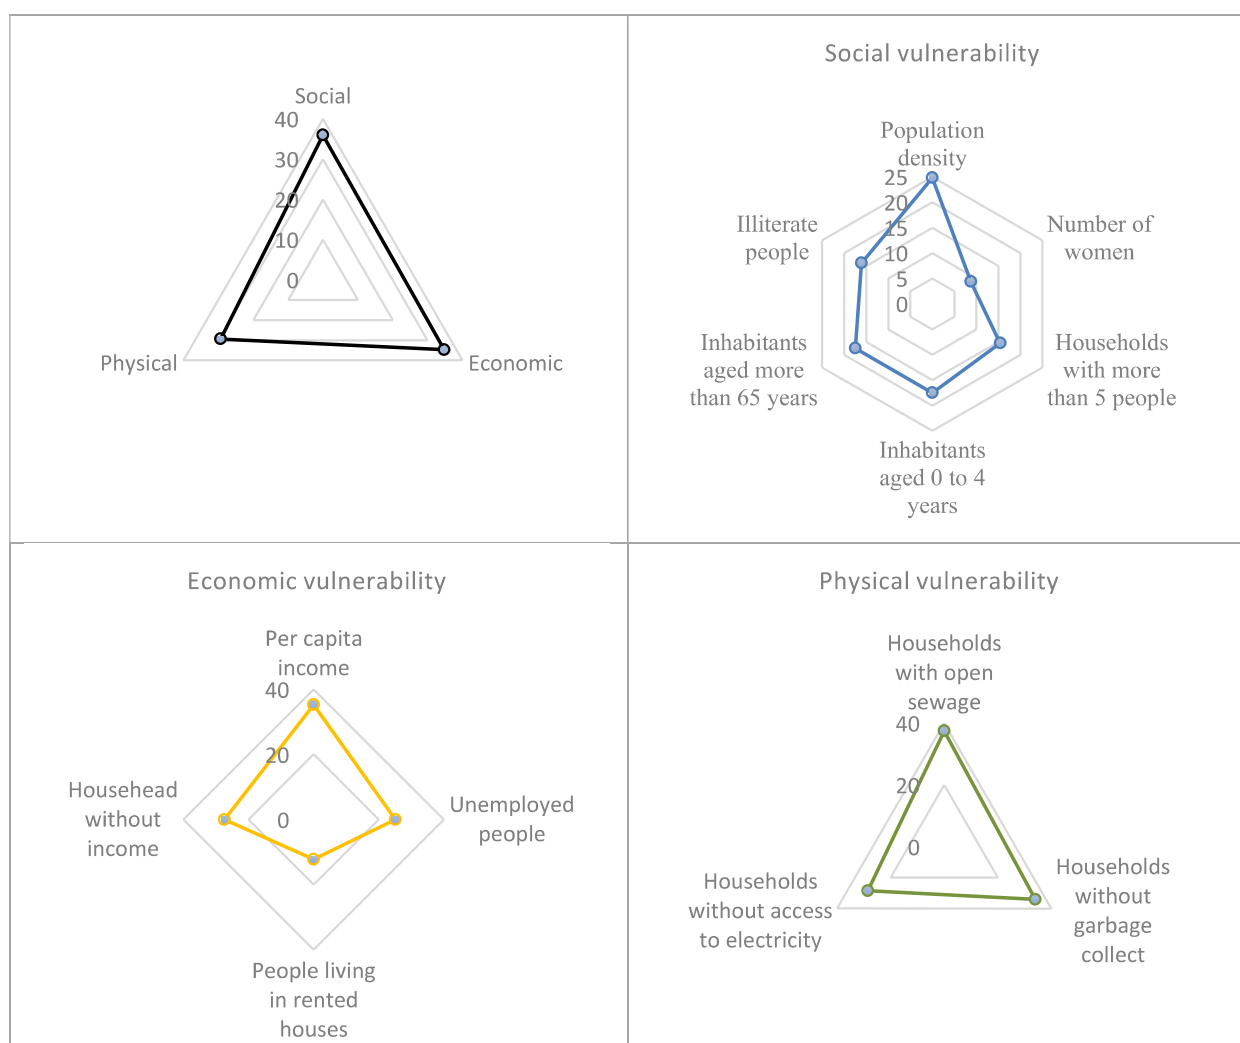 Social
40
30
20
10
0
Physical
Economic
Social vulnerability
Population
density
25
20
15
10
5
0
Illiterate
people
Number of
women
Inhabitants
aged more
than 65 years
Households
with more
than 5 people
Inhabitants
aged 0 to 4
years
Economic vulnerability
Per capita
income
40
20
0
Househead
without
income
Unemployed
people
People living
in rented
houses
Physical vulnerability
Households
with open
sewage
40
20
0
Households
without access
to electricity
Households
without
garbage
collect